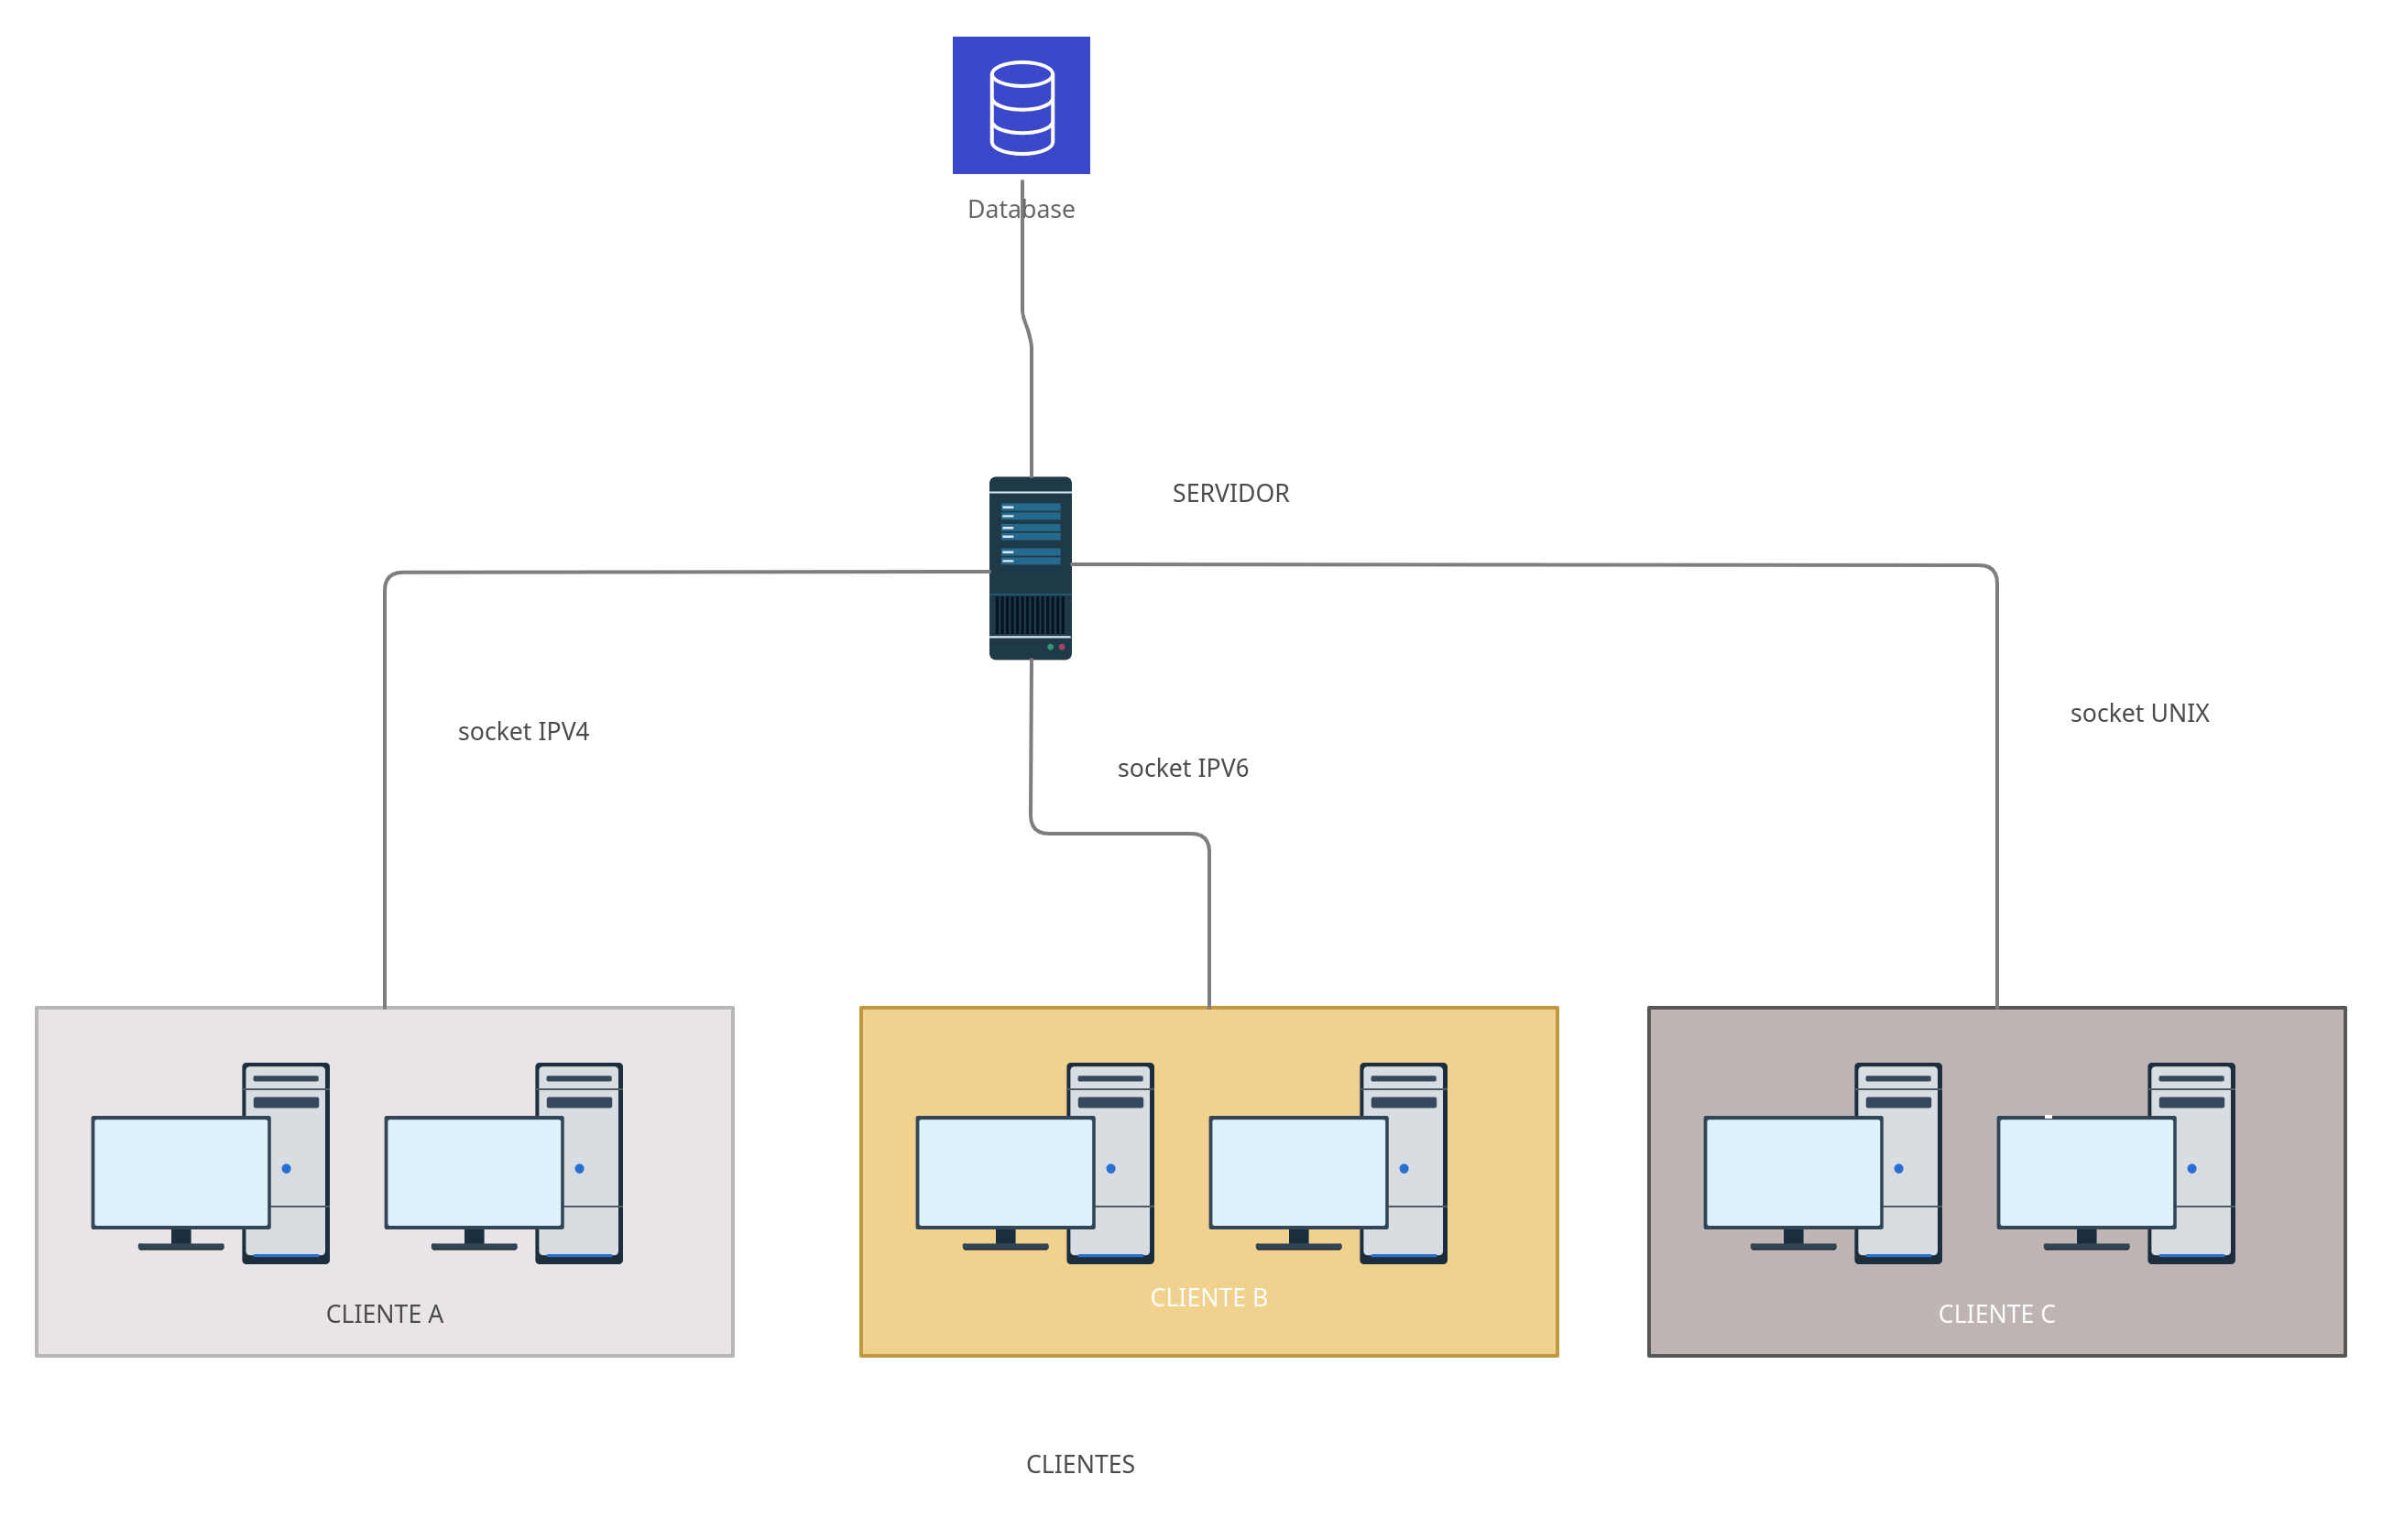 Database
SERVIDOR
socket IPV4
socket IPV6
socket UNIX
CLIENTE A
CLIENTE B
CLIENTE C
CLIENTES